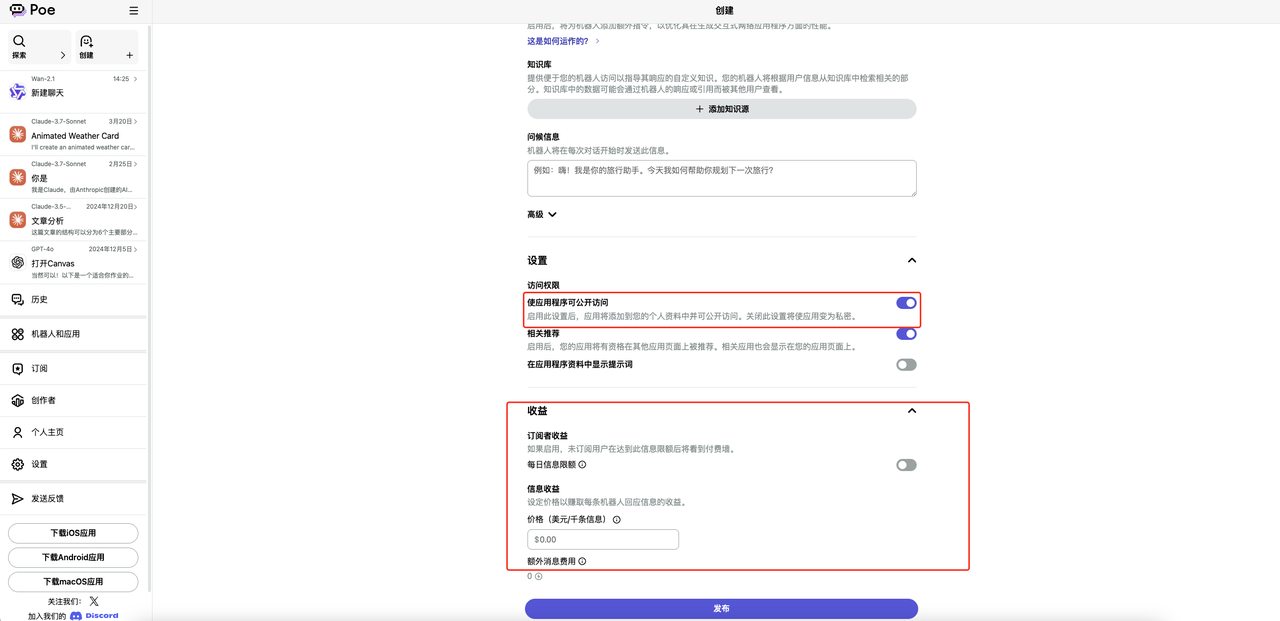 Poe
探索
创建
Wan-2.1 14:25
新建聊天
Claude-3.7-Sonnet 3月20日
Animated Weather Card
I'll create an animated weather car...
Claude-3.7-Sonnet 2月25日
你是
我是Claude，由Anthropic创建的AI...
Claude-3.5-... 2024年12月20日
文章分析
这篇文章的结构可以分为6个主要部分...
GPT-4o 2024年12月5日
打开Canvas
当然可以！以下是一个适合你作业的...
历史
机器人和应用
订阅
创作者
个人主页
设置
发送反馈
下载iOS应用
下载Android应用
下载macOS应用
关注我们：
加入我们的 Discord
创建
启用后，将为机器人添加额外指令，以优化其在生成交互式网络应用程序方面的性能。
这是如何运作的？
知识库
提供便于您的机器人访问以指导其响应的自定义知识。您的机器人将根据用户信息从知识库中检索相关的部
分。知识库中的数据可能会通过机器人的响应或引用而被其他用户查看。
添加知识源
问候信息
机器人将在每次对话开始时发送此信息。
例如：嗨！我是你的旅行助手。今天我如何帮助你规划下一次旅行？
高级
设置
访问权限
使应用程序可公开访问
启用此设置后，应用将添加到您的个人资料中并可公开访问。关闭此设置将使应用变为私密。
相关推荐
启用后，您的应用将有资格在其他应用页面上被推荐。相关应用也会显示在您的应用页面上。
在应用程序资料中显示提示词
收益
订阅者收益
如果启用，未订阅用户在达到此信息限额后将看到付费墙。
每日信息限额
信息收益
设定价格以赚取每条机器人回应信息的收益。
价格（美元/千条信息）
$0.00
额外消息费用
0
发布